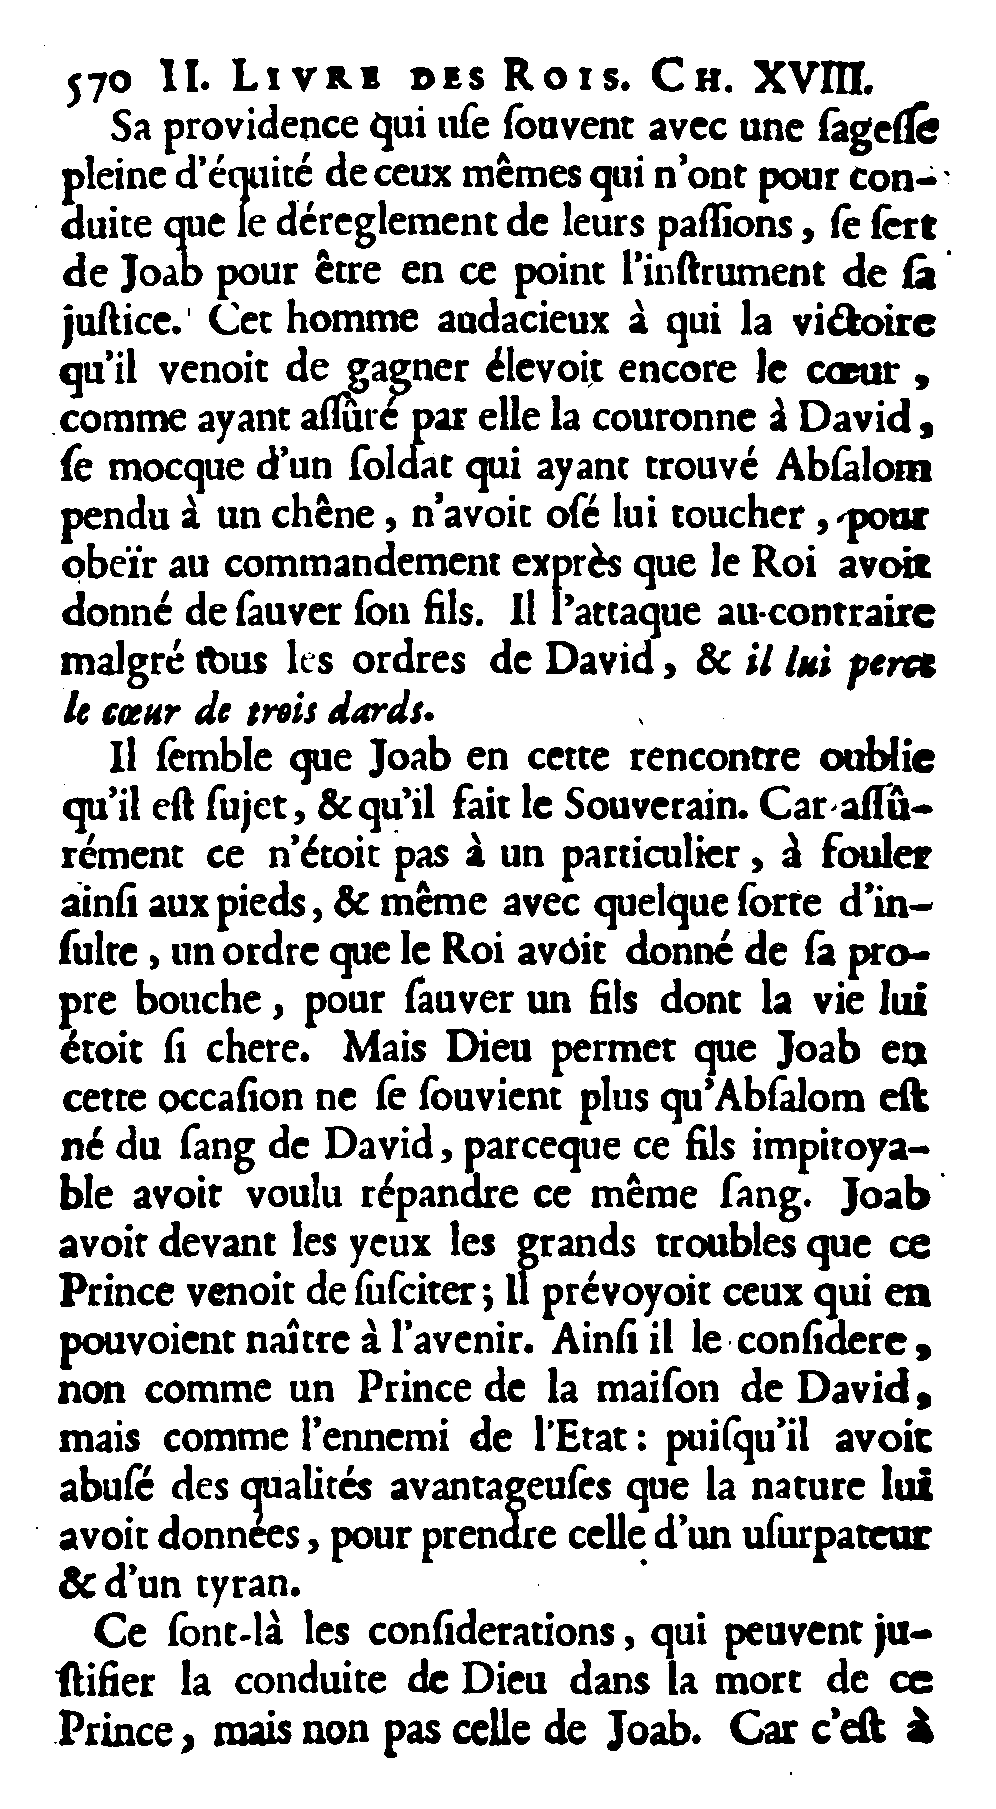 570 II. LIVRE DES ROIS. CH. XVIII.
Sa providence qui uſe ſouvent avec une ſageſſe
pleine d'équité de ceux mêmes qui n'ont pour con-
duite que le déreglement de leurs paſſions, ſe ſert
de Joab pour être en ce point l'inſtrument de ſa
juſtice. Cet homme audacieux à qui la victoire
qu'il venoit de gagner élevoit encore le cœur,
comme ayant aſſûré par elle la couronne à David,
ſe mocque d'un ſoldat qui ayant trouvé Abſalom
pendu à un chêne, n'avoit oſé lui toucher, pour
obeïr au commandement exprès que le Roi avoit
donné de ſauver ſon fils. Il l'attaque au-contraire
malgré tous les ordres de David, & il lui perce
le cœur de trois dards.
Il ſemble que Joab en cette rencontre oublie
qu'il eſt ſujet, & qu'il fait le Souverain. Car aſſû-
rément ce n'étoit pas à un particulier, à fouler
ainſi aux pieds, & même avec quelque ſorte d'in-
ſulte, un ordre que le Roi avoit donné de ſa pro-
pre bouche, pour ſauver un fils dont la vie lui
étoit ſi chere. Mais Dieu permet que Joab en
cette occaſion ne ſe ſouvient plus qu'Abſalom eſt
né du ſang de David, parceque ce fils impitoya-
ble avoit voulu répandre ce même ſang. Joab
avoit devant les yeux les grands troubles que ce
Prince venoit de ſuſciter; Il prévoyoit ceux qui en
pouvoient naître à l'avenir. Ainſi il le conſidere,
non comme un Prince de la maiſon de David,
mais comme l'ennemi de l'Etat: puiſqu'il avoit
abuſé des qualités avantageuſes que la nature lui
avoit données, pour prendre celle d'un uſurpateur
& d'un tyran.
Ce ſont-là les conſiderations, qui peuvent ju-
ſtifier la conduite de Dieu dans la mort de ce
Prince, mais non pas celle de Joab. Car c'eſt à